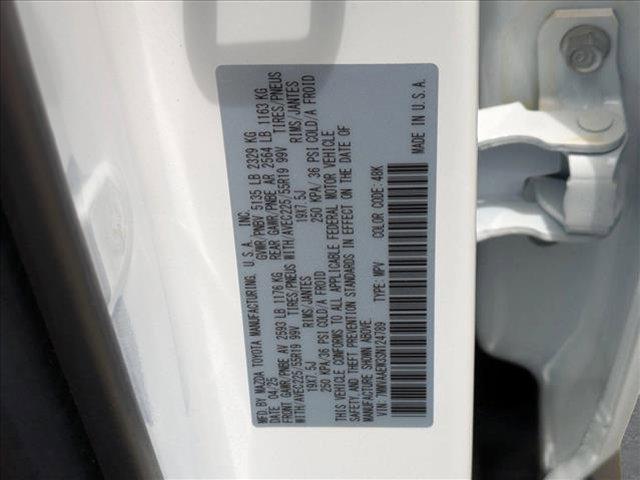 MFD. BY MAZDA TOYOTA MANUFACTURING, U.S.A., INC.
DATE 04/25 GVWR/PNBV 5135 LB 2329 KG
FRONT GAWR/PNBE AV 2593 LB 1176 KG REAR GAWR/PNBE AR 2564 LB 1163 KG
WITH/AVEC225/55R19 99V TIRES/PNEUS WITH/AVEC225/55R19 99V TIRES/PNEUS
19X7.5J RIMS/JANTES 19X7.5J RIMS/JANTES
250 KPA/36 PSI COLD/A FROID 250 KPA/36 PSI COLD/A FROID
THIS VEHICLE CONFORMS TO ALL APPLICABLE FEDERAL MOTOR VEHICLE
SAFETY AND THEFT PREVENTION STANDARDS IN EFFECT ON THE DATE OF
MANUFACTURE SHOWN ABOVE.
VIN: TYPE: MPV COLOR CODE: 48K
MADE IN U.S.A.